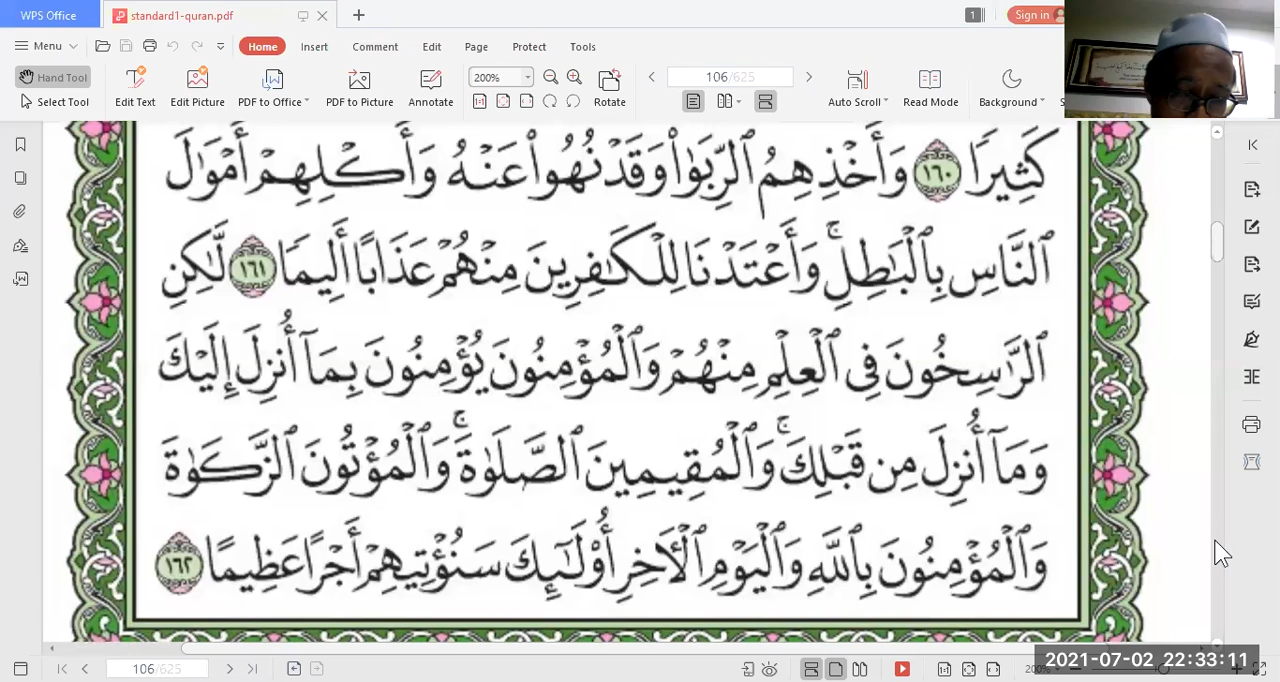 WPS Office
standard1-quran.pdf
1
Sign in
Menu
Home Insert Comment Edit Page Protect Tools
Hand Tool
Select Tool
Edit Text
Edit Picture
PDF to Office
PDF to Picture
Annotate
200%
Rotate
106/625
Auto Scroll
Read Mode
Background
كَثِيرًا ١٦٠ وَأَخْذِهِمُ ٱلرِّبَوٰا۟ وَقَدْ نُهُوا۟ عَنْهُ وَأَكْلِهِمْ أَمْوَٰلَ
ٱلنَّاسِ بِٱلْبَٰطِلِ ۚ وَأَعْتَدْنَا لِلْكَٰفِرِينَ مِنْهُمْ عَذَابًا أَلِيمًا ١٦١ لَّٰكِنِ
ٱلرَّٰسِخُونَ فِى ٱلْعِلْمِ مِنْهُمْ وَٱلْمُؤْمِنُونَ يُؤْمِنُونَ بِمَآ أُنزِلَ إِلَيْكَ
وَمَآ أُنزِلَ مِن قَبْلِكَ ۚ وَٱلْمُقِيمِينَ ٱلصَّلَوٰةَ ۚ وَٱلْمُؤْتُونَ ٱلزَّكَوٰةَ
وَٱلْمُؤْمِنُونَ بِٱللَّهِ وَٱلْيَوْمِ ٱلْـَٔاخِرِ أُو۟لَٰٓئِكَ سَنُؤْتِيهِمْ أَجْرًا عَظِيمًا ١٦٢
106/625
2021-07-02 22:33:11